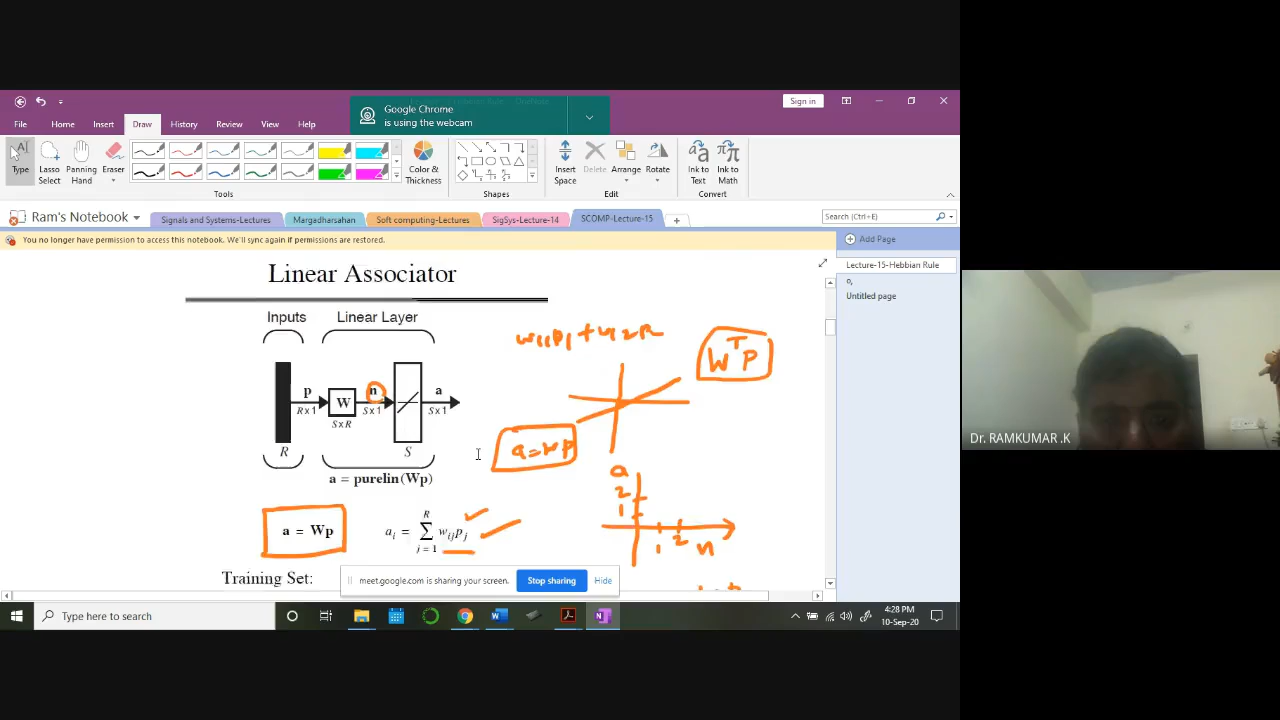 Google Chrome
is using the webcam
Sign in
File Home Insert Draw History Review View Help
Type
Lasso Select
Panning Hand
Eraser
Color & Thickness
Insert Space
Delete
Arrange
Rotate
Ink to Text
Ink to Math
Tools Shapes Edit Convert
Ram's Notebook
Signals and Systems-Lectures Margadharsahan Soft computing-Lectures SigSys-Lecture-14 SCOMP-Lecture-15
Search (Ctrl+E)
You no longer have permission to access this notebook. We'll sync again if permissions are restored.
Add Page
Lecture-15-Hebbian Rule
Untitled page
Linear Associator
Inputs Linear Layer
p
R x 1
W
S x R
n
S x 1
a
S x 1
R S
a = purelin(Wp)
WᵀP
a = WP
a
2
1
1 2 n
a = Wp
aᵢ = Σ wᵢⱼpⱼ
R
j = 1
Training Set:
meet.google.com is sharing your screen. Stop sharing Hide
Type here to search
4:28 PM
10-Sep-20
Dr. RAMKUMAR .K